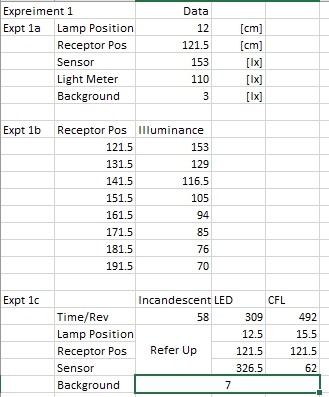 Expreiment 1 Data
Expt 1a Lamp Position 12 [cm]
Receptor Pos 121.5 [cm]
Sensor 153 [lx]
Light Meter 110 [lx]
Background 3 [lx]
Expt 1b Receptor Pos Illuminance
121.5 153
131.5 129
141.5 116.5
151.5 105
161.5 94
171.5 85
181.5 76
191.5 70
Expt 1c Incandescent LED CFL
Time/Rev 58 309 492
Lamp Position 12.5 15.5
Receptor Pos Refer Up 121.5 121.5
Sensor 326.5 62
Background 7